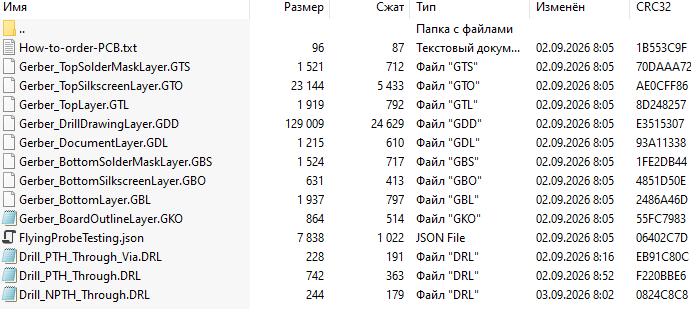 Имя Размер Сжат Тип Изменён CRC32
.. Папка с файлами
How-to-order-PCB.txt 96 87 Текстовый докум... 02.09.2026 8:05 1B553C9F
Gerber_TopSolderMaskLayer.GTS 1 521 712 Файл "GTS" 02.09.2026 8:05 70DAAA72
Gerber_TopSilkscreenLayer.GTO 23 144 5 433 Файл "GTO" 02.09.2026 8:05 AE0CFF86
Gerber_TopLayer.GTL 1 919 792 Файл "GTL" 02.09.2026 8:05 8D248257
Gerber_DrillDrawingLayer.GDD 129 009 24 629 Файл "GDD" 02.09.2026 8:05 E3515307
Gerber_DocumentLayer.GDL 1 215 610 Файл "GDL" 02.09.2026 8:05 93A11338
Gerber_BottomSolderMaskLayer.GBS 1 524 717 Файл "GBS" 02.09.2026 8:05 1FE2DB44
Gerber_BottomSilkscreenLayer.GBO 631 413 Файл "GBO" 02.09.2026 8:05 4851D50E
Gerber_BottomLayer.GBL 1 937 797 Файл "GBL" 02.09.2026 8:05 2486A46D
Gerber_BoardOutlineLayer.GKO 864 514 Файл "GKO" 02.09.2026 8:05 55FC7983
FlyingProbeTesting.json 7 838 1 022 JSON File 02.09.2026 8:05 06402C7D
Drill_PTH_Through_Via.DRL 228 191 Файл "DRL" 02.09.2026 8:16 EB91C80C
Drill_PTH_Through.DRL 742 363 Файл "DRL" 02.09.2026 8:52 F220BBE6
Drill_NPTH_Through.DRL 244 179 Файл "DRL" 03.09.2026 8:02 0824C8C8